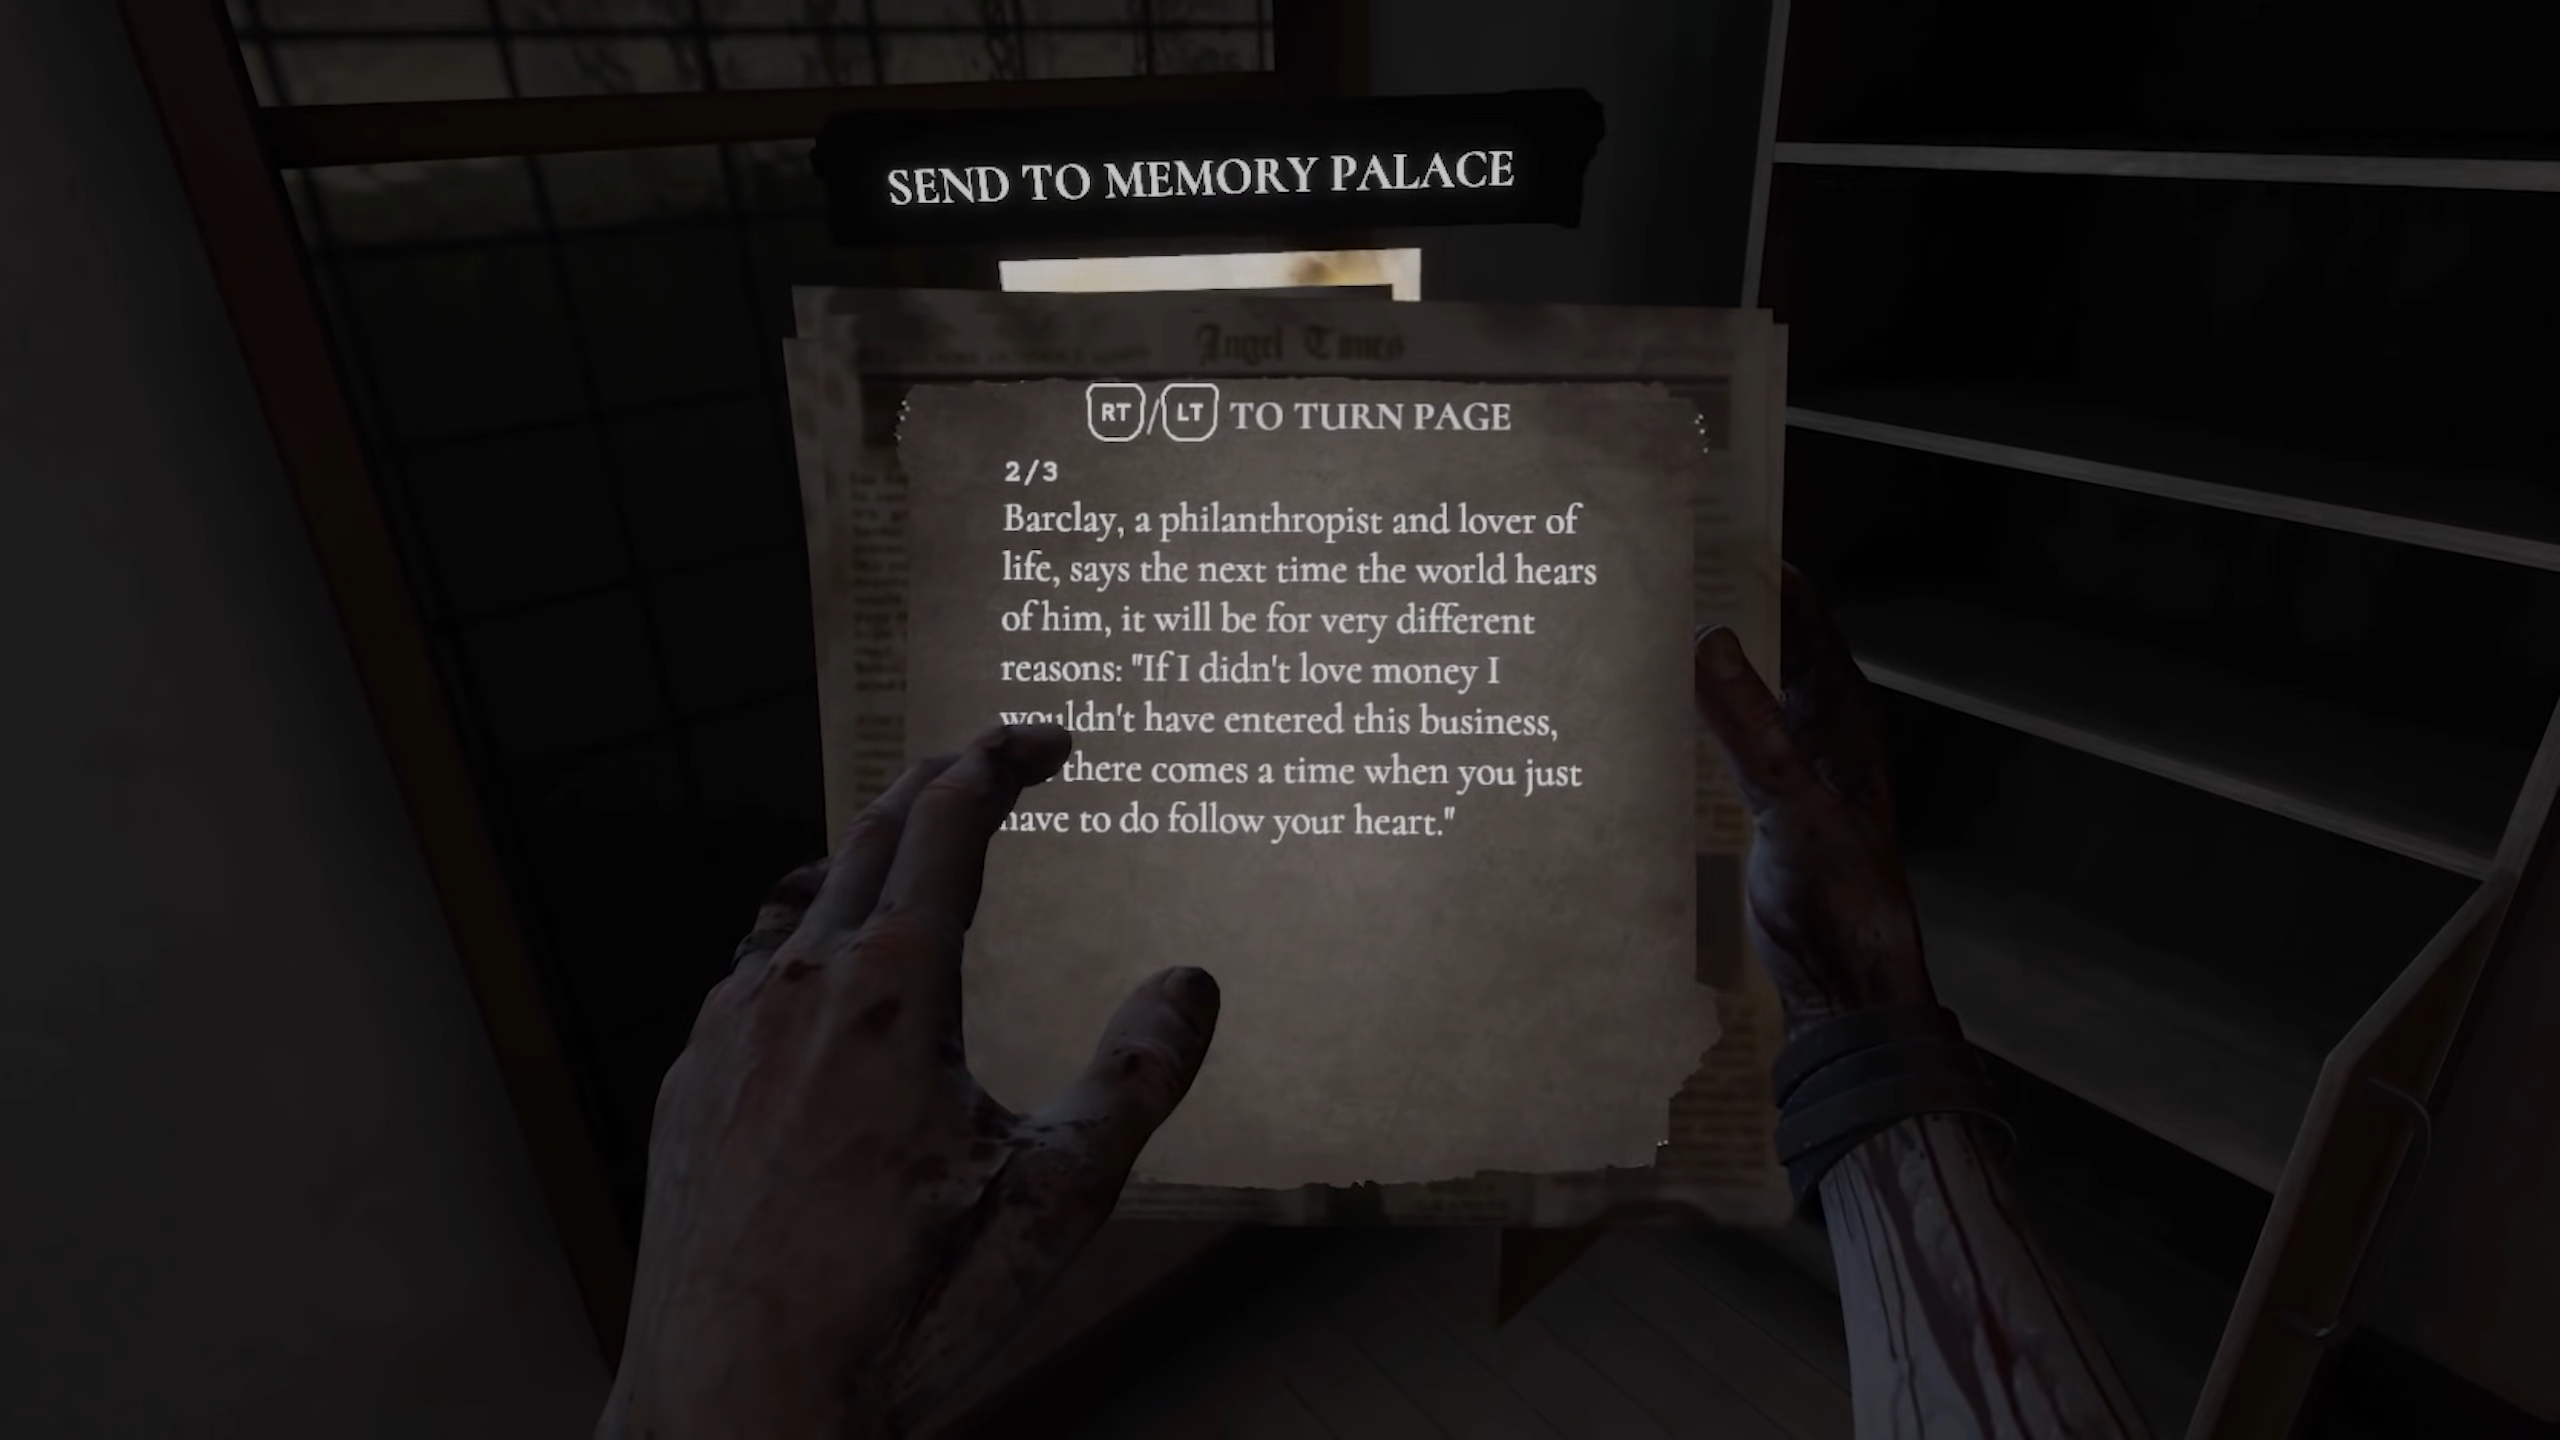 SEND TO MEMORY PALACE
Angel Times
RT/LT TO TURN PAGE
2/3
Barclay, a philanthropist and lover of
life, says the next time the world hears
of him, it will be for very different
reasons: "If I didn't love money I
wouldn't have entered this business,
there comes a time when you just
have to do follow your heart."